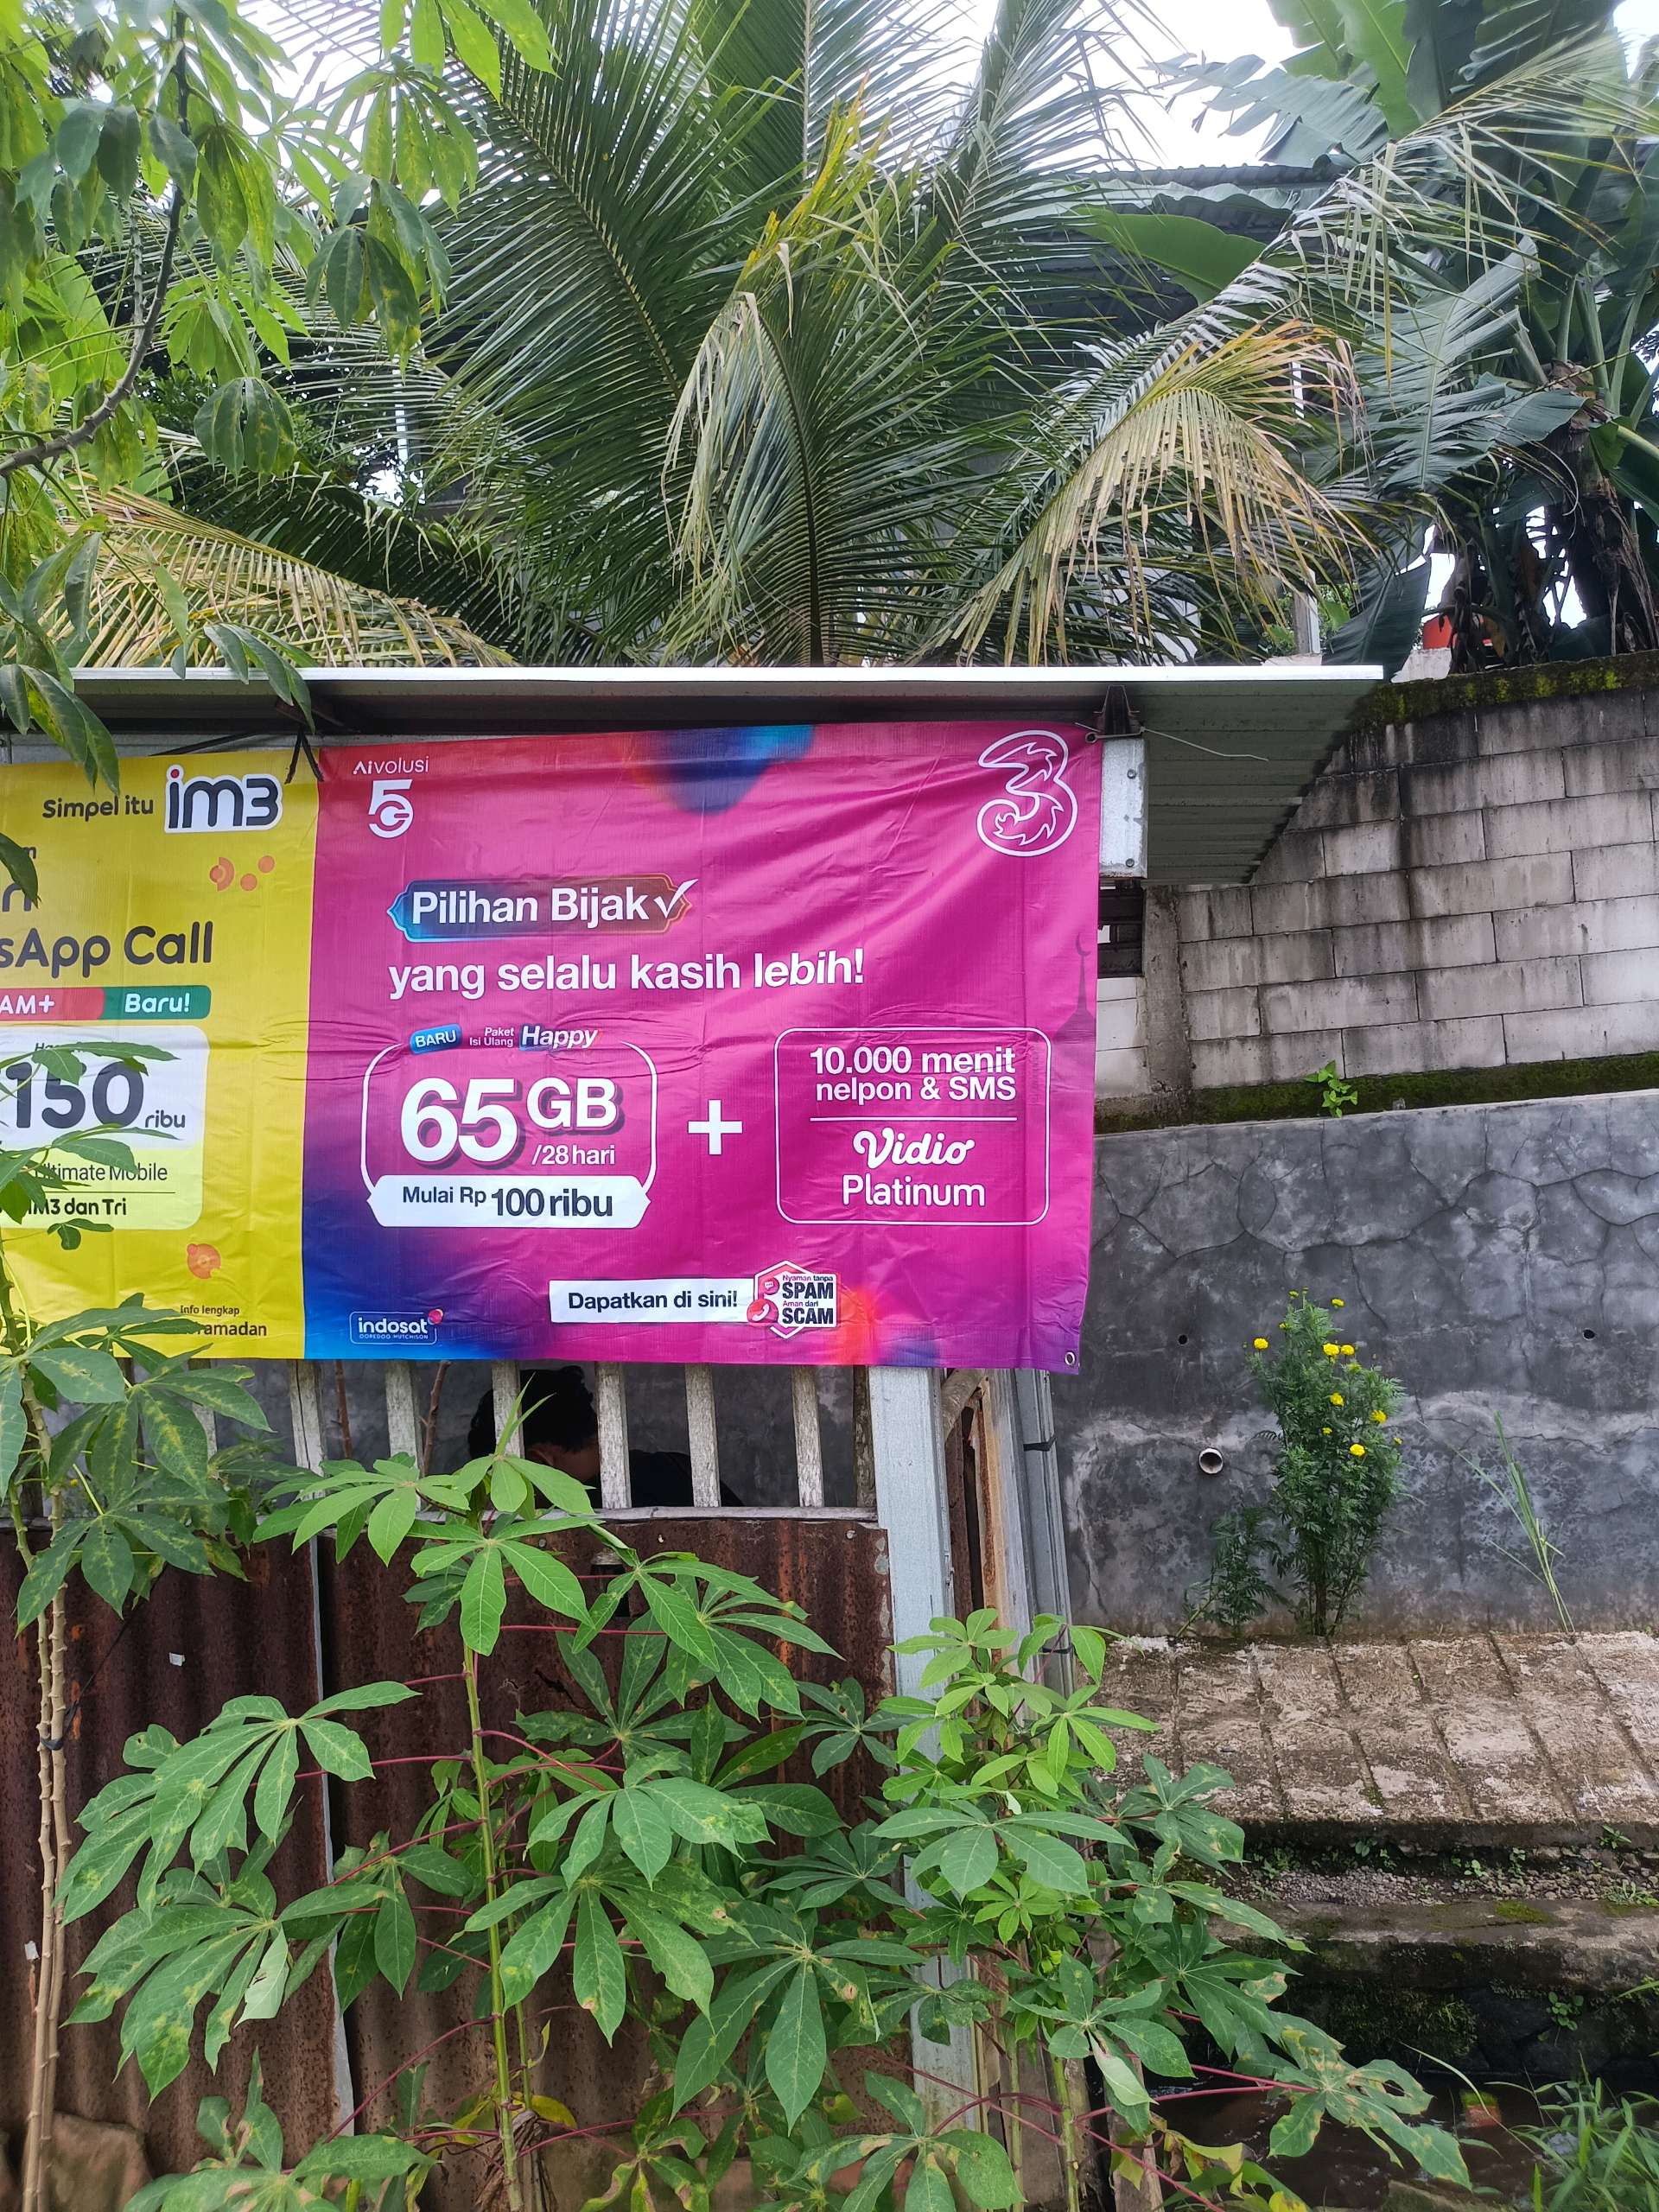 Simpel itu im3
sApp Call
AM+ Baru!
150 ribu
Ultimate Mobile
IM3 dan Tri
Info lengkap
ramadan
AIvolusi
5G
3
Pilihan Bijak
yang selalu kasih lebih!
BARU Paket Isi Ulang Happy
65 GB
/28 hari
Mulai Rp 100 ribu
+
10.000 menit
nelpon & SMS
Vidio
Platinum
Dapatkan di sini!
Nyaman tanpa
SPAM
Aman dari
SCAM
indosat
OOREDOO HUTCHISON